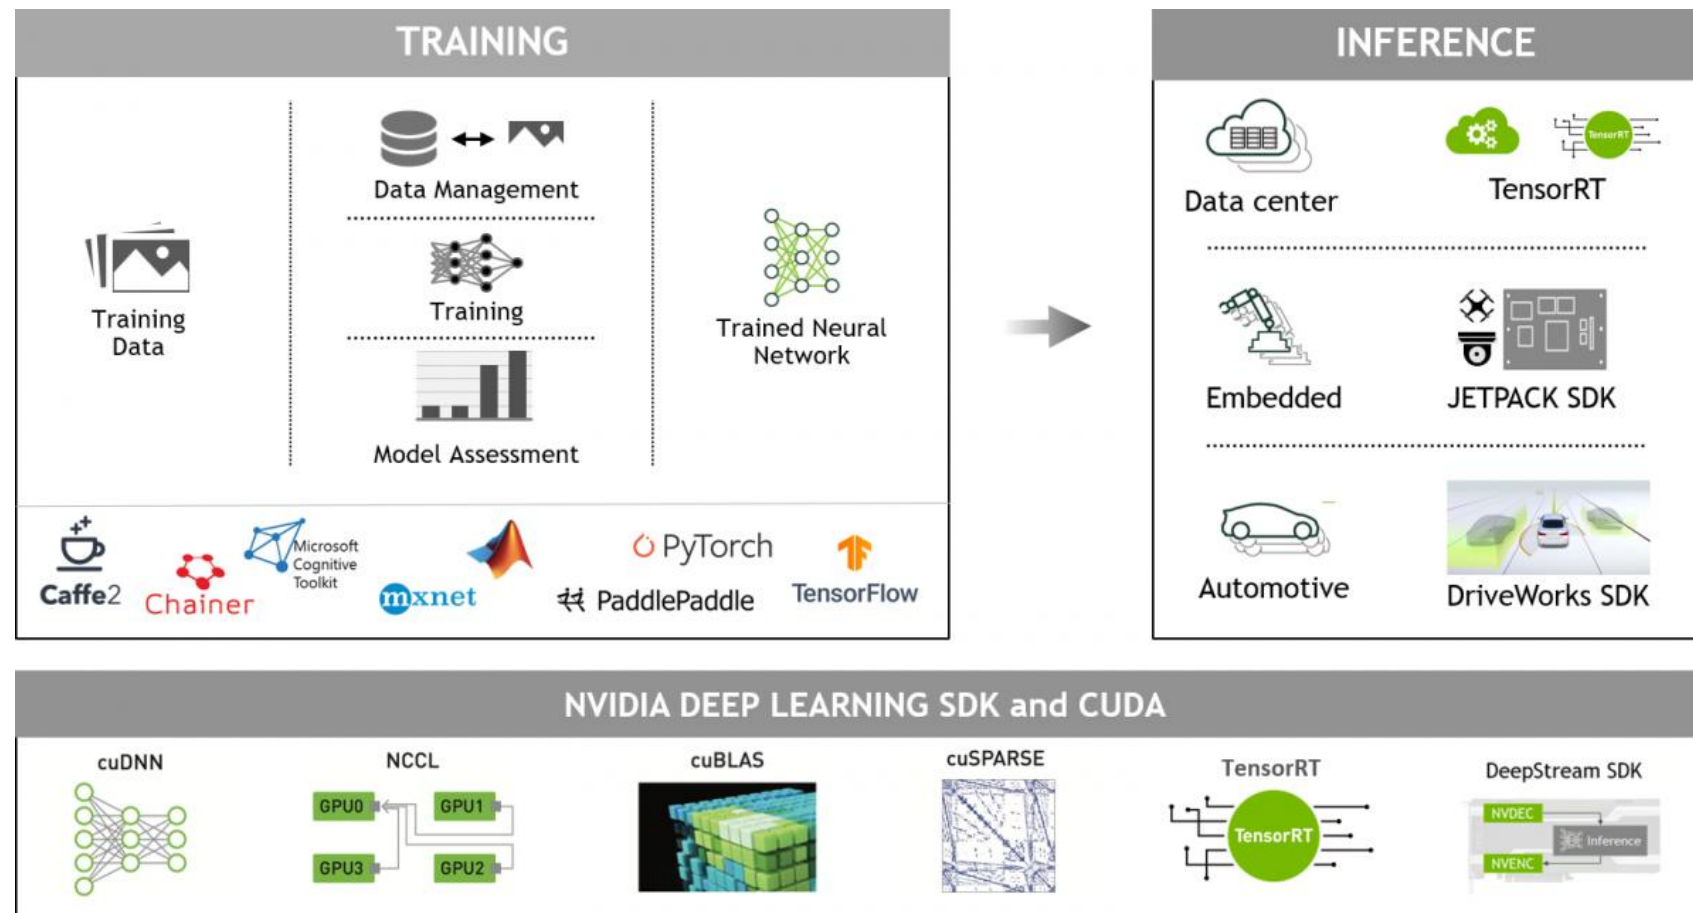 TRAINING
Data Management
Training
Data
Training
Model Assessment
Trained Neural
Network
Caffe2
Chainer
Microsoft
Cognitive
Toolkit
mxnet
PyTorch
PaddlePaddle
TensorFlow
INFERENCE
Data center
TensorRT
TensorRT
Embedded
JETPACK SDK
Automotive
DriveWorks SDK
NVIDIA DEEP LEARNING SDK and CUDA
cuDNN
NCCL
GPU0
GPU1
GPU3
GPU2
cuBLAS
cuSPARSE
TensorRT
TensorRT
DeepStream SDK
NVDEC
Inference
NVENC